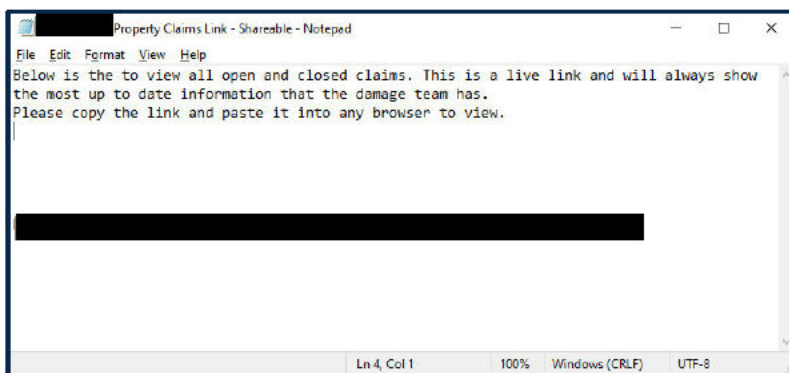 Property Claims Link - Shareable - Notepad
File Edit Format View Help
Below is the to view all open and closed claims. This is a live link and will always show
the most up to date information that the damage team has.
Please copy the link and paste it into any browser to view.
Ln 4, Col 1 100% Windows (CRLF) UTF-8